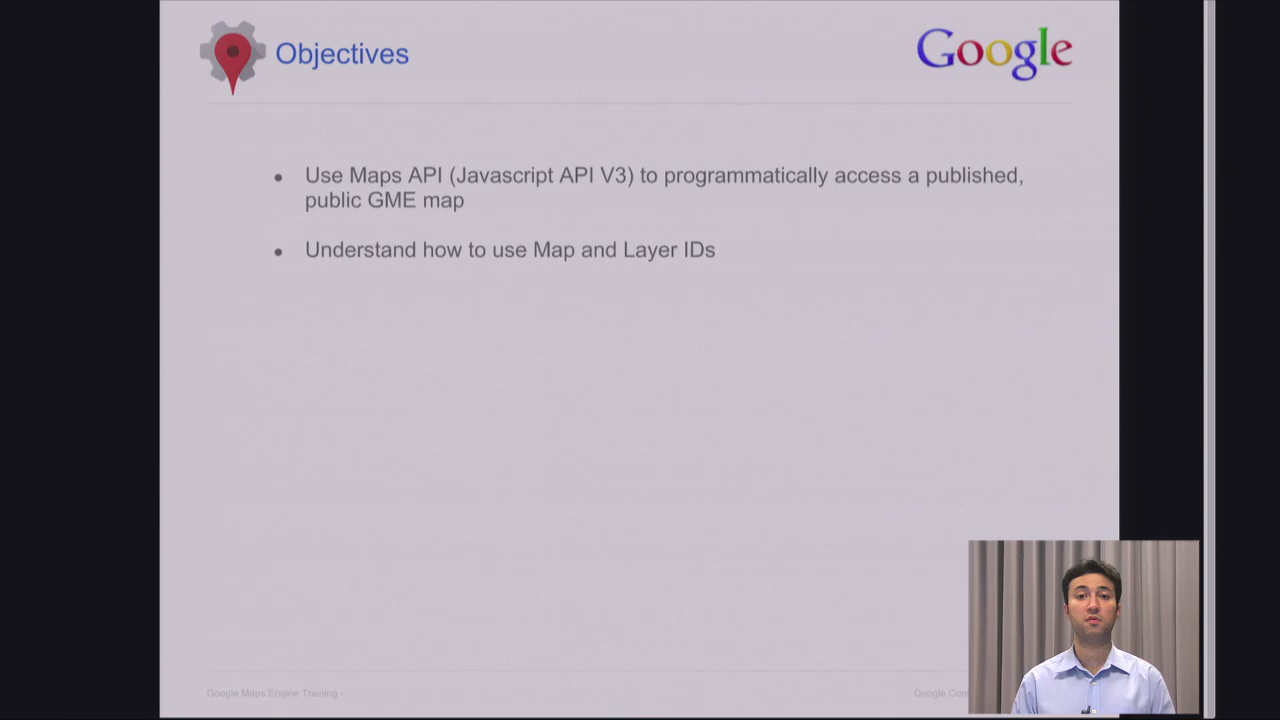 Objectives
Google
Use Maps API (Javascript API V3) to programmatically access a published,
public GME map
Understand how to use Map and Layer IDs
Google Maps Engine Training -
Google